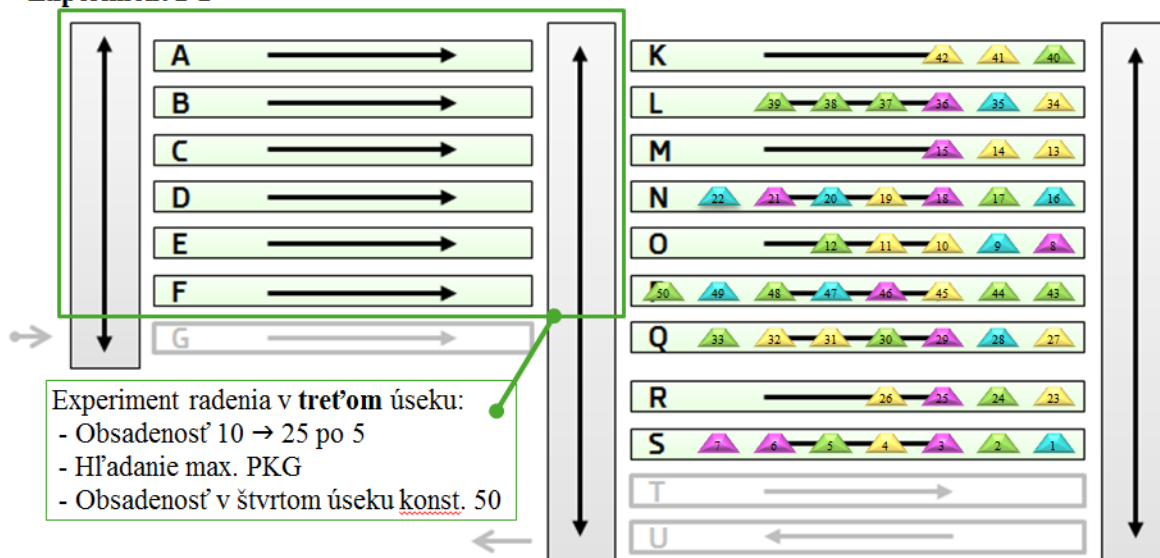 A
B
C
D
E
F
G
K 42 41 40
L 39 38 37 36 35 34
M 15 14 13
N 22 21 20 19 18 17 16
O 12 11 10 9 8
50 49 48 47 46 45 44 43
Q 33 32 31 30 29 28 27
R 26 25 24 23
S 7 6 5 4 3 2 1
T
U
Experiment radenia v treťom úseku:
- Obsadenosť 10 → 25 po 5
- Hľadanie max. PKG
- Obsadenosť v štvrtom úseku konst. 50